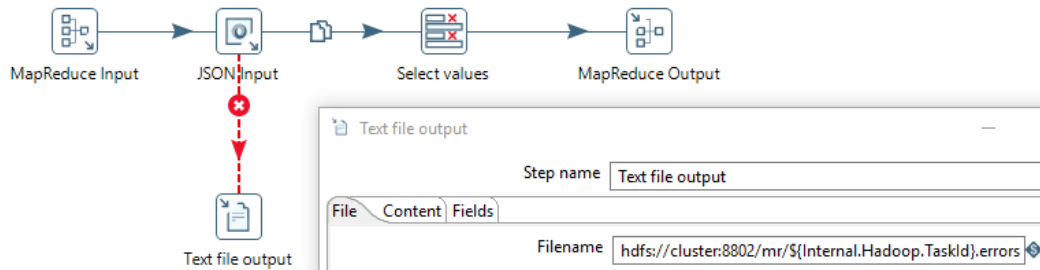 MapReduce Input
JSON Input
Select values
MapReduce Output
Text file output
Text file output
Step name
Text file output
File
Content
Fields
Filename
hdfs://cluster:8802/mr/${Internal.Hadoop.TaskId}.errors